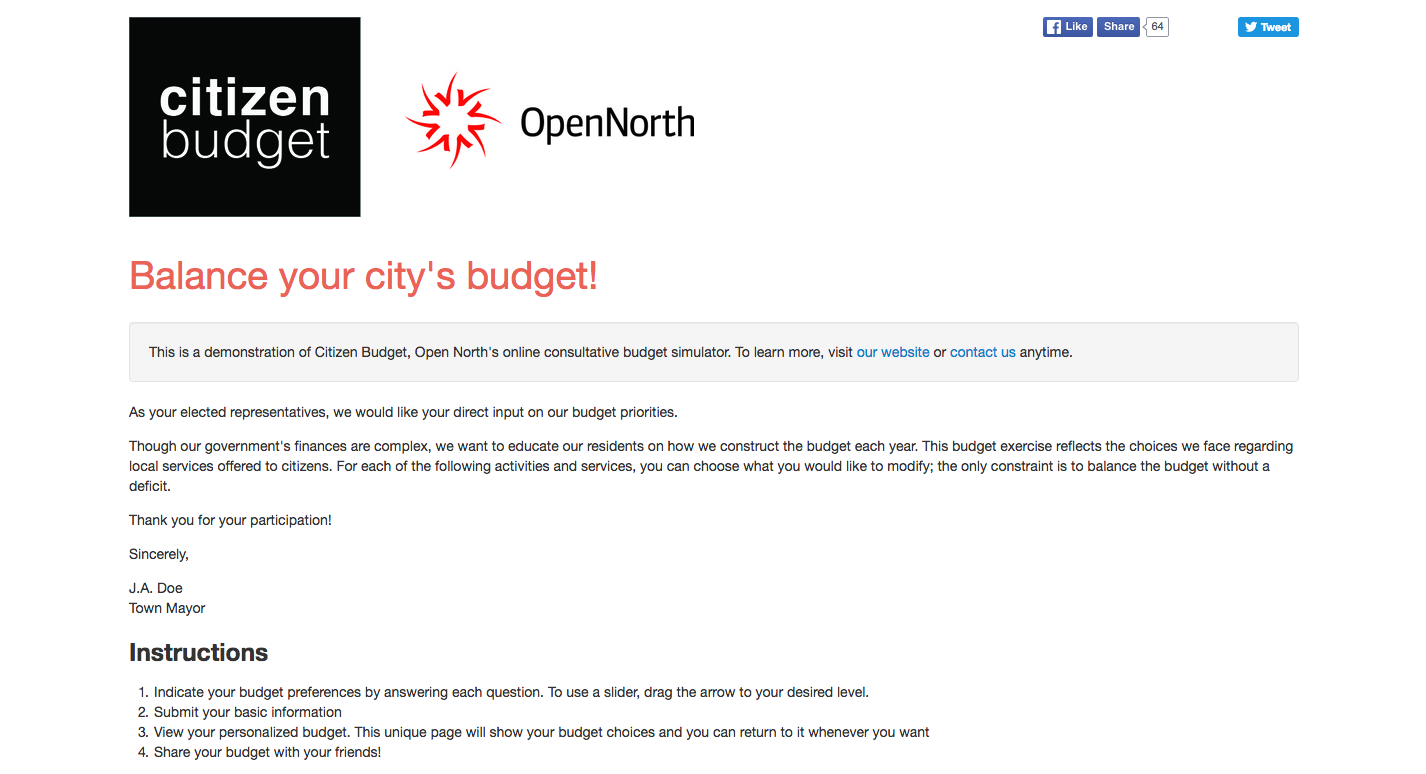 citizen
budget
OpenNorth
Like Share 64 Tweet
Balance your city's budget!
This is a demonstration of Citizen Budget, Open North's online consultative budget simulator. To learn more, visit our website or contact us anytime.
As your elected representatives, we would like your direct input on our budget priorities.
Though our government's finances are complex, we want to educate our residents on how we construct the budget each year. This budget exercise reflects the choices we face regarding
local services offered to citizens. For each of the following activities and services, you can choose what you would like to modify; the only constraint is to balance the budget without a
deficit.
Thank you for your participation!
Sincerely,
J.A. Doe
Town Mayor
Instructions
1. Indicate your budget preferences by answering each question. To use a slider, drag the arrow to your desired level.
2. Submit your basic information
3. View your personalized budget. This unique page will show your budget choices and you can return to it whenever you want
4. Share your budget with your friends!